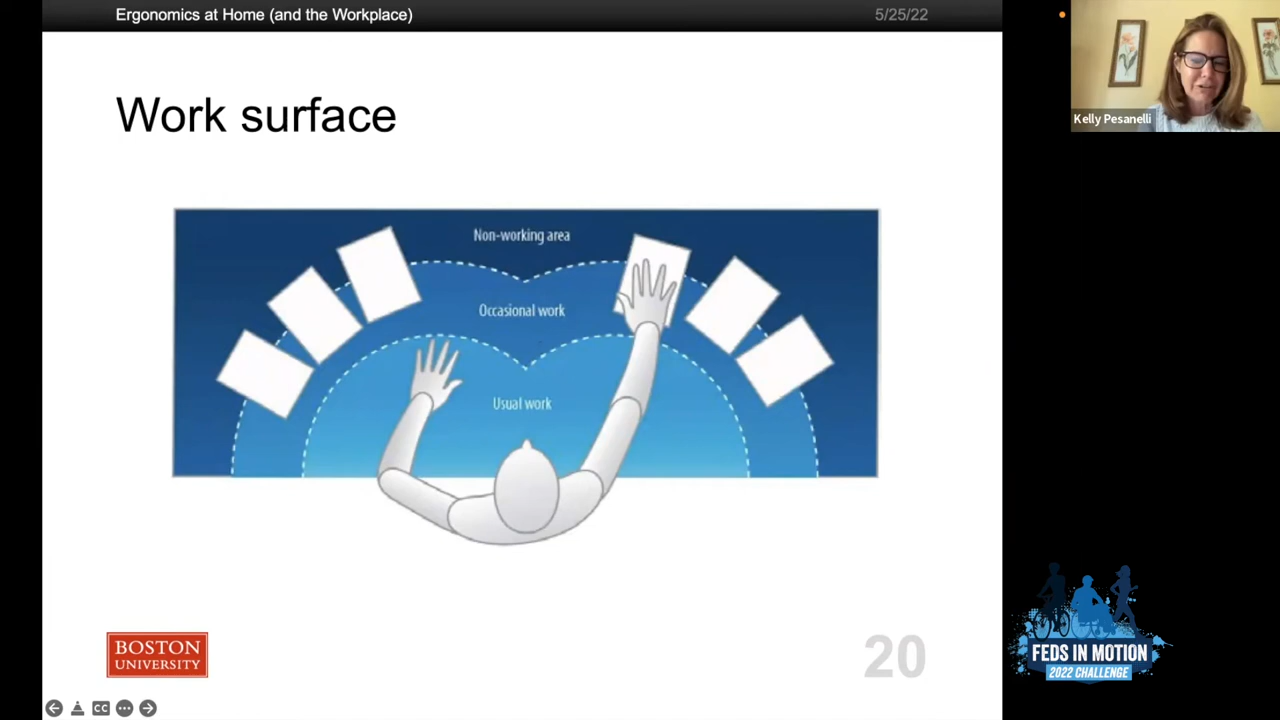 Ergonomics at Home (and the Workplace)
5/25/22
Kelly Pesanelli
Work surface
Non-working area
Occasional work
Usual work
BOSTON
UNIVERSITY
20
FEDS IN MOTION
2022 CHALLENGE
CC